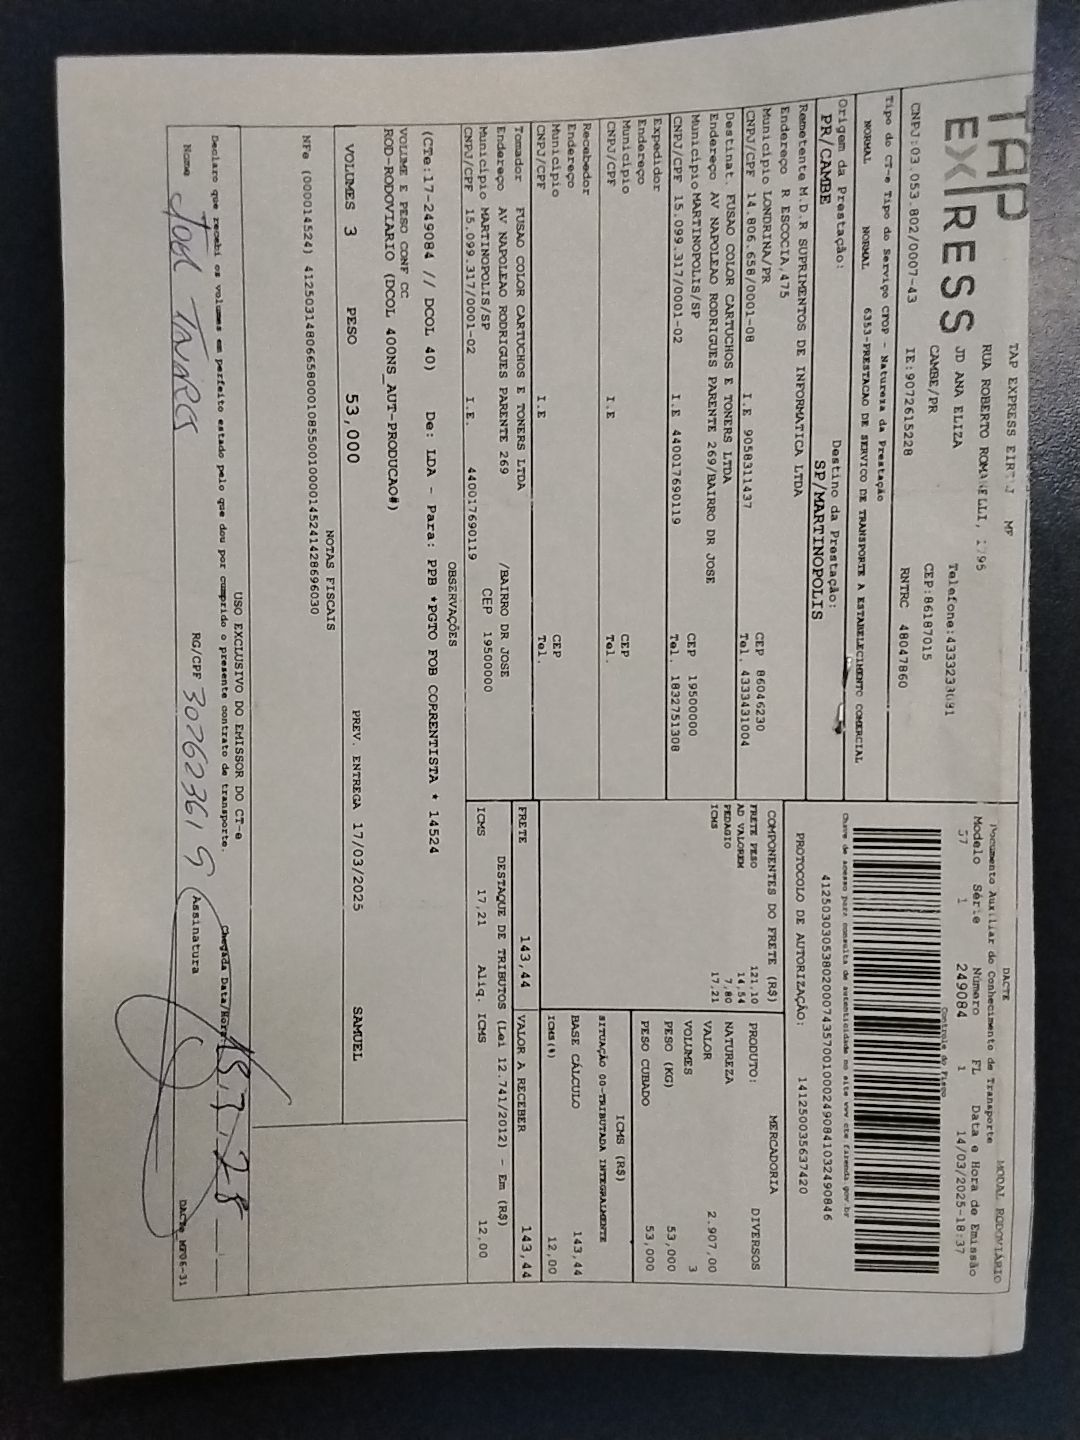 TAP
EXPRESS
TAP EXPRESS MF
RUA ROBERTO 1795
JD ANA ELIZA
CAMBE/PR CEP:86187015
CNPJ:03.053.802/0007-43 IE:9072615228 RNTRC 48047860
DACTE MODAL RODOVIÁRIO
Documento Auxiliar do Conhecimento de Transporte
Modelo Série Número FL Data e Hora de Emissão
57 1 249084 1 14/03/2025-18:37
Controle do Fisco
Chave de acesso para consulta de autenticidade no site www.cte.fazenda.gov.br
41250303053802000743570010002490841032490846
PROTOCOLO DE AUTORIZAÇÃO: 141250035637420
Tipo do CT-e Tipo do Serviço CFOP - Natureza da Prestação
NORMAL NORMAL 6353-PRESTACAO DE SERVICO DE TRANSPORTE A ESTABELECIMENTO COMERCIAL
Origem da Prestação: Destino da Prestação:
PR/CAMBE SP/MARTINOPOLIS
Remetente M.D.R SUPRIMENTOS DE INFORMATICA LTDA
Endereço R ESCOCIA,475
Município LONDRINA/PR CEP 86046230
CNPJ/CPF 14.806.658/0001-08 I.E 9058311437 Tel. 4333431004
Destinat. FUSAO COLOR CARTUCHOS E TONERS LTDA
Endereço AV NAPOLEAO RODRIGUES PARENTE 269/BAIRRO DR JOSE
Município MARTINOPOLIS/SP CEP 19500000
CNPJ/CPF 15.099.317/0001-02 I.E 440017690119 Tel. 1832751308
Expedidor
Endereço
Município CEP
CNPJ/CPF I.E Tel.
Recebedor
Endereço
Município CEP
CNPJ/CPF I.E Tel.
Tomador FUSAO COLOR CARTUCHOS E TONERS LTDA
Endereço AV NAPOLEAO RODRIGUES PARENTE 269 /BAIRRO DR JOSE
Município MARTINOPOLIS/SP CEP 19500000
CNPJ/CPF 15.099.317/0001-02 I.E. 440017690119
COMPONENTES DO FRETE (R$)
FRETE PESO 121,10
AD VALOREM 14,54
PEDAGIO 7,80
ICMS 17,21
MERCADORIA
PRODUTO: DIVERSOS
NATUREZA
VALOR 2.907,00
VOLUMES 3
PESO (KG) 53,000
PESO CUBADO 53,000
ICMS (R$)
SITUAÇÃO 00-TRIBUTADA INTEGRALMENTE
BASE CÁLCULO 143,44
ICMS(%) 12,00
FRETE 143,44 VALOR A RECEBER 143,44
DESTAQUE DE TRIBUTOS (Lei 12.741/2012) - Em (R$)
ICMS 17,21 Aliq. ICMS 12,00
OBSERVAÇÕES
(CTe:17-249084 // DCOL 40) De: LDA - Para: PPB *PGTO FOB CORRENTISTA * 14524
VOLUME E PESO CONF CC
ROD-RODOVIARIO (DCOL 400NS_AUT-PRODUCAO#)
VOLUMES 3 PESO 53,000 PREV. ENTREGA 17/03/2025 SAMUEL
NOTAS FISCAIS
NFe (000014524) 41250314806658000108550010000145241428696030
USO EXCLUSIVO DO EMISSOR DO CT-e
Declaro que recebi os volumes em perfeito estado pelo que dou por cumprido o presente contrato de transporte. Chegada Data/Hora
Nome RG/CPF Assinatura
DACTe_MP06-31